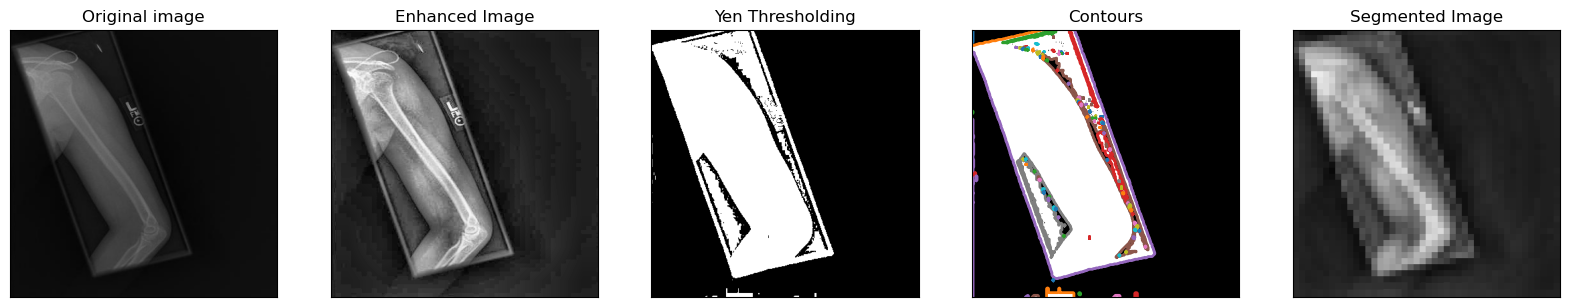 Original image
Enhanced Image
Yen Thresholding
Contours
Segmented Image